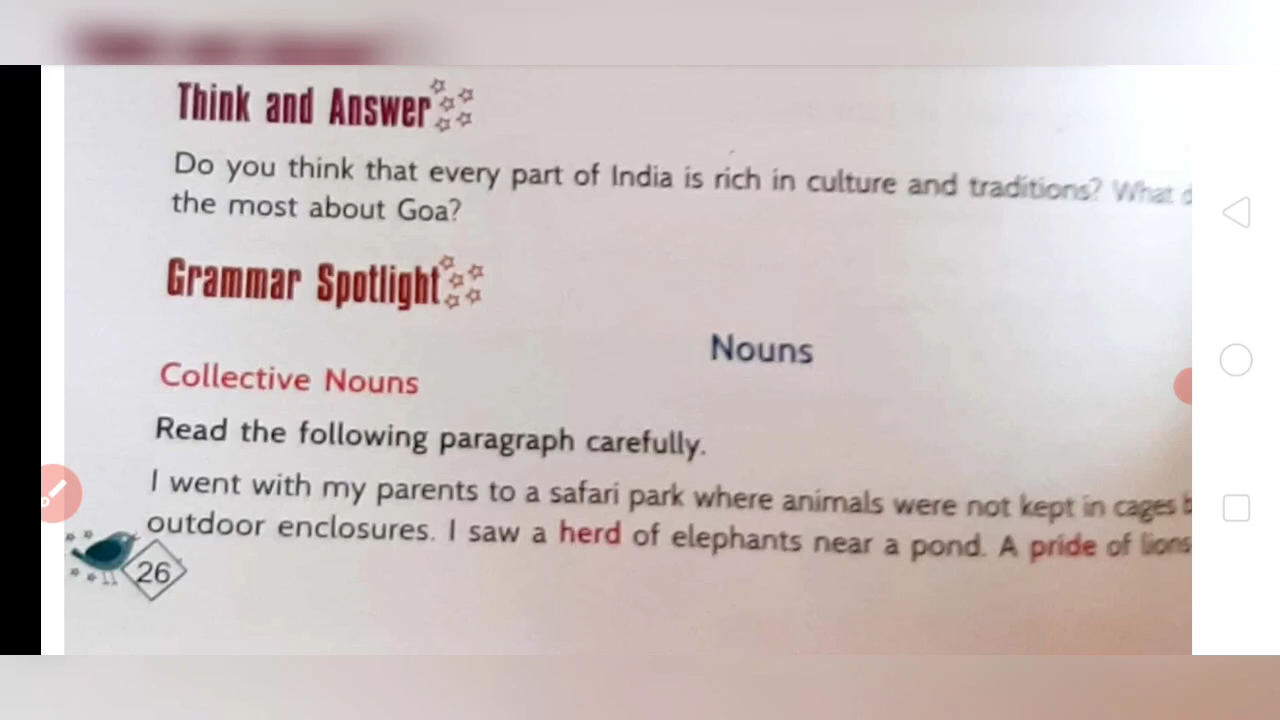 Think and Answer
Do you think that every part of India is rich in culture and traditions? What
the most about Goa?
Grammar Spotlight
Nouns
Collective Nouns
Read the following paragraph carefully.
I went with my parents to a safari park where animals were not kept in cages
outdoor enclosures. I saw a herd of elephants near a pond. A pride of lions
26